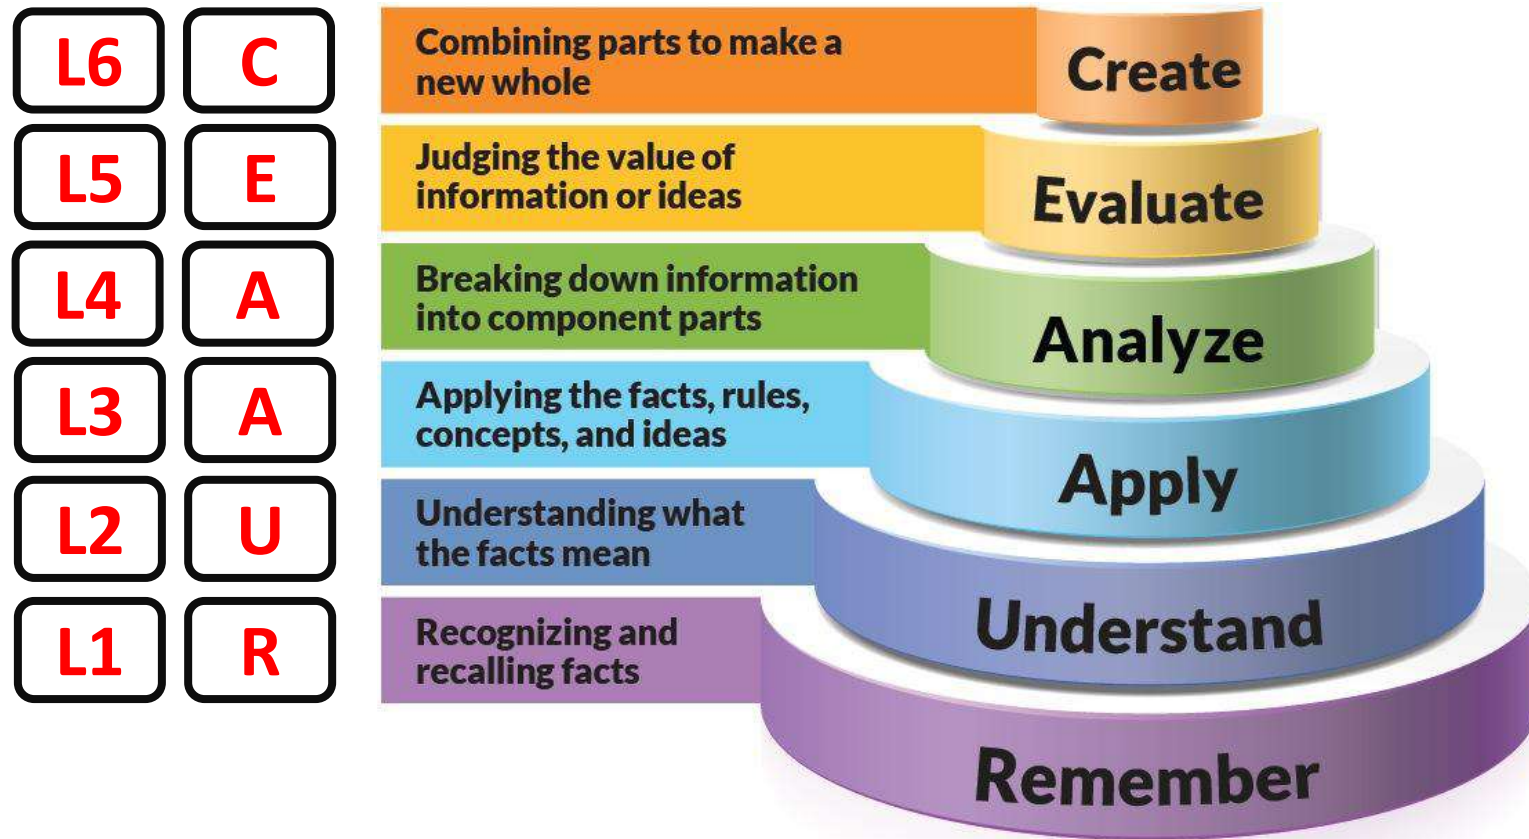 L6 C Combining parts to make a
new whole
Create
L5 E Judging the value of
information or ideas
Evaluate
L4 A Breaking down information
into component parts
Analyze
L3 A Applying the facts, rules,
concepts, and ideas
Apply
L2 U Understanding what
the facts mean
Understand
L1 R Recognizing and
recalling facts
Remember